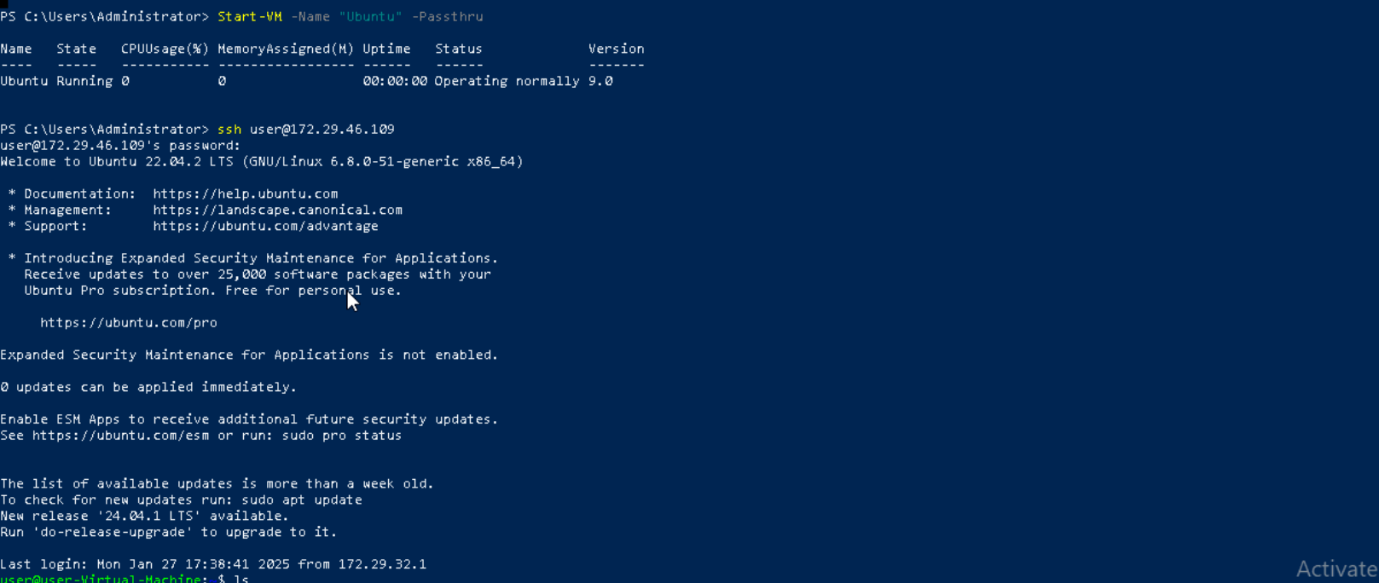 PS C:\Users\Administrator> Start-VM -Name "Ubuntu" -Passthru
Name State CPUUsage(%) MemoryAssigned(M) Uptime Status Version
---- ----- ----------- ----------------- ------ ------ -------
Ubuntu Running 0 0 00:00:00 Operating normally 9.0
PS C:\Users\Administrator> ssh user@172.29.46.109
user@172.29.46.109's password:
Welcome to Ubuntu 22.04.2 LTS (GNU/Linux 6.8.0-51-generic x86_64)
* Documentation: https://help.ubuntu.com
* Management: https://landscape.canonical.com
* Support: https://ubuntu.com/advantage
* Introducing Expanded Security Maintenance for Applications.
Receive updates to over 25,000 software packages with your
Ubuntu Pro subscription. Free for personal use.
https://ubuntu.com/pro
Expanded Security Maintenance for Applications is not enabled.
0 updates can be applied immediately.
Enable ESM Apps to receive additional future security updates.
See https://ubuntu.com/esm or run: sudo pro status
The list of available updates is more than a week old.
To check for new updates run: sudo apt update
New release '24.04.1 LTS' available.
Run 'do-release-upgrade' to upgrade to it.
Last login: Mon Jan 27 17:38:41 2025 from 172.29.32.1
Activate
user@user-Virtual-Machine: $ ls